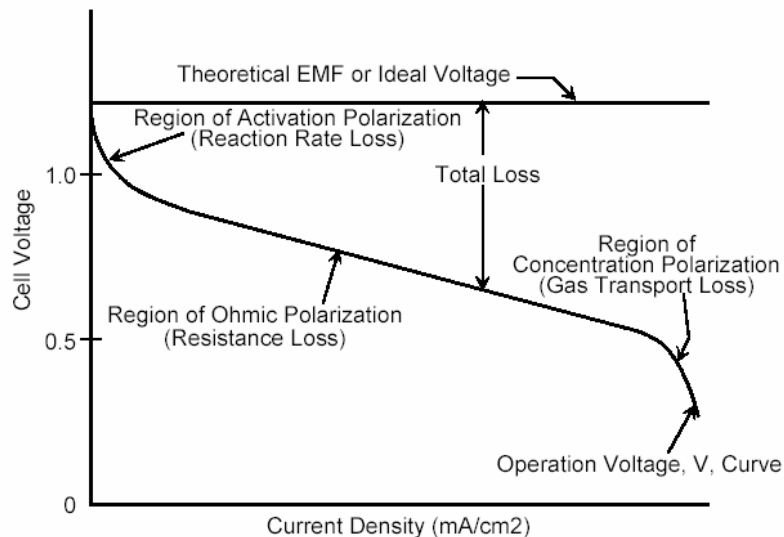 Theoretical EMF or Ideal Voltage
Region of Activation Polarization
(Reaction Rate Loss)
1.0
Total Loss
Cell Voltage
Region of
Concentration Polarization
(Gas Transport Loss)
Region of Ohmic Polarization
(Resistance Loss)
0.5
Operation Voltage, V, Curve
0
Current Density (mA/cm2)